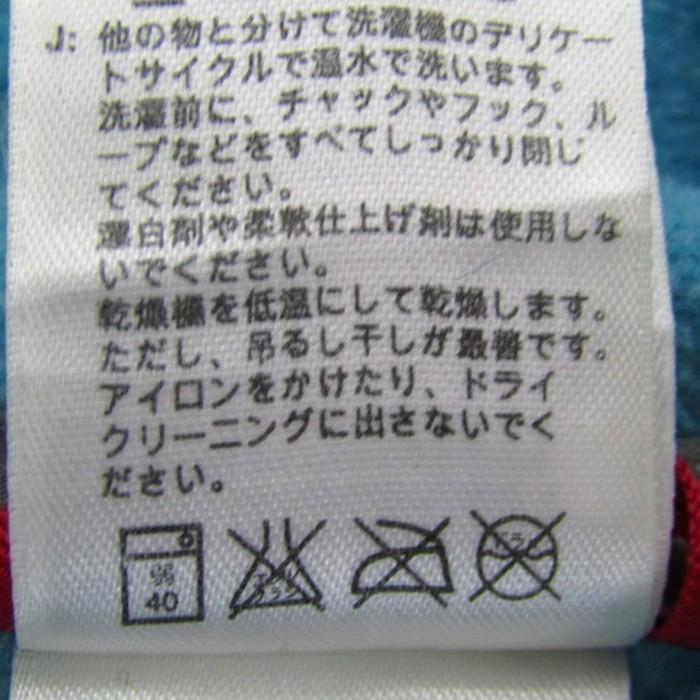 J: 他の物と分けて洗濯機のデリケー
トサイクルで温水で洗います。
洗濯前に、チャックやフック、ル
ープなどをすべてしっかり閉じ
てください。
漂白剤や柔軟仕上げ剤は使用しな
いでください。
乾燥機を低温にして乾燥します。
ただし、吊るし干しが最善です。
アイロンをかけたり、ドライ
クリーニングに出さないでく
ださい。
弱
40